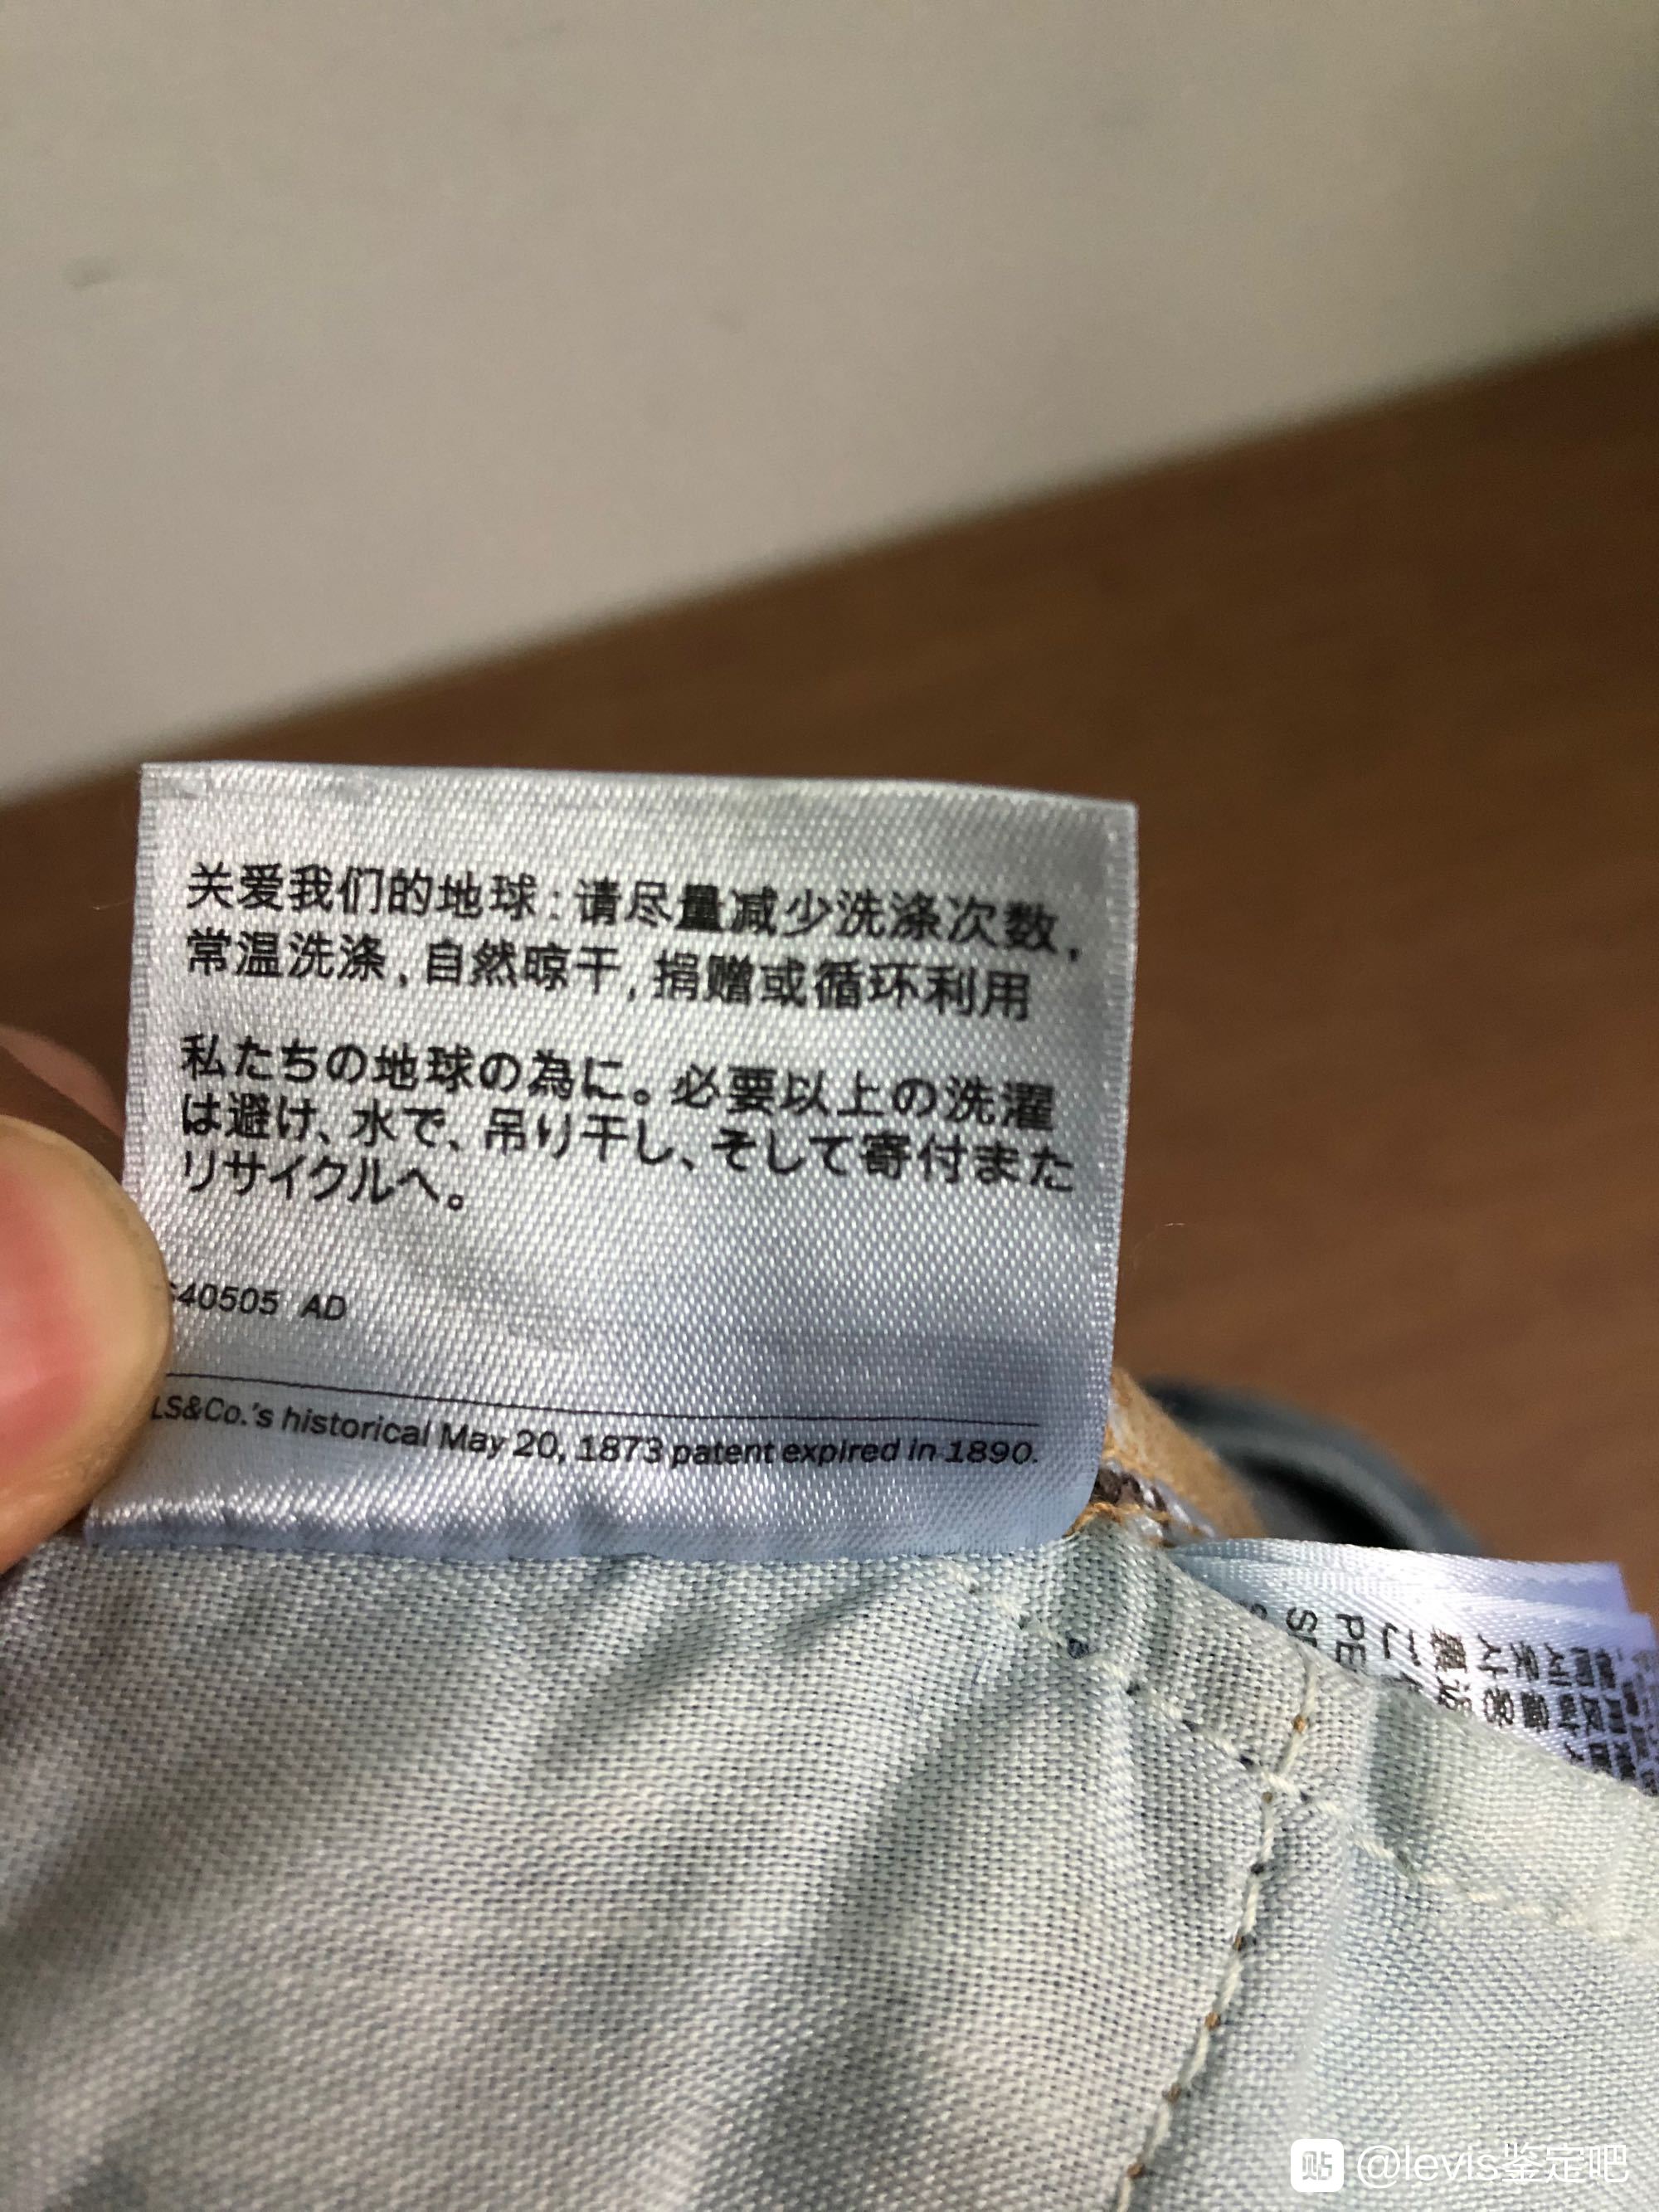 关爱我们的地球:请尽量减少洗涤次数,
常温洗涤,自然晾干,捐赠或循环利用
私たちの地球の為に。必要以上の洗濯
は避け、水で、吊り干し、そして寄付また
リサイクルへ。
40505 AD
LS&Co.'s historical May 20, 1873 patent expired in 1890.
PE
贴 @levis鉴定吧